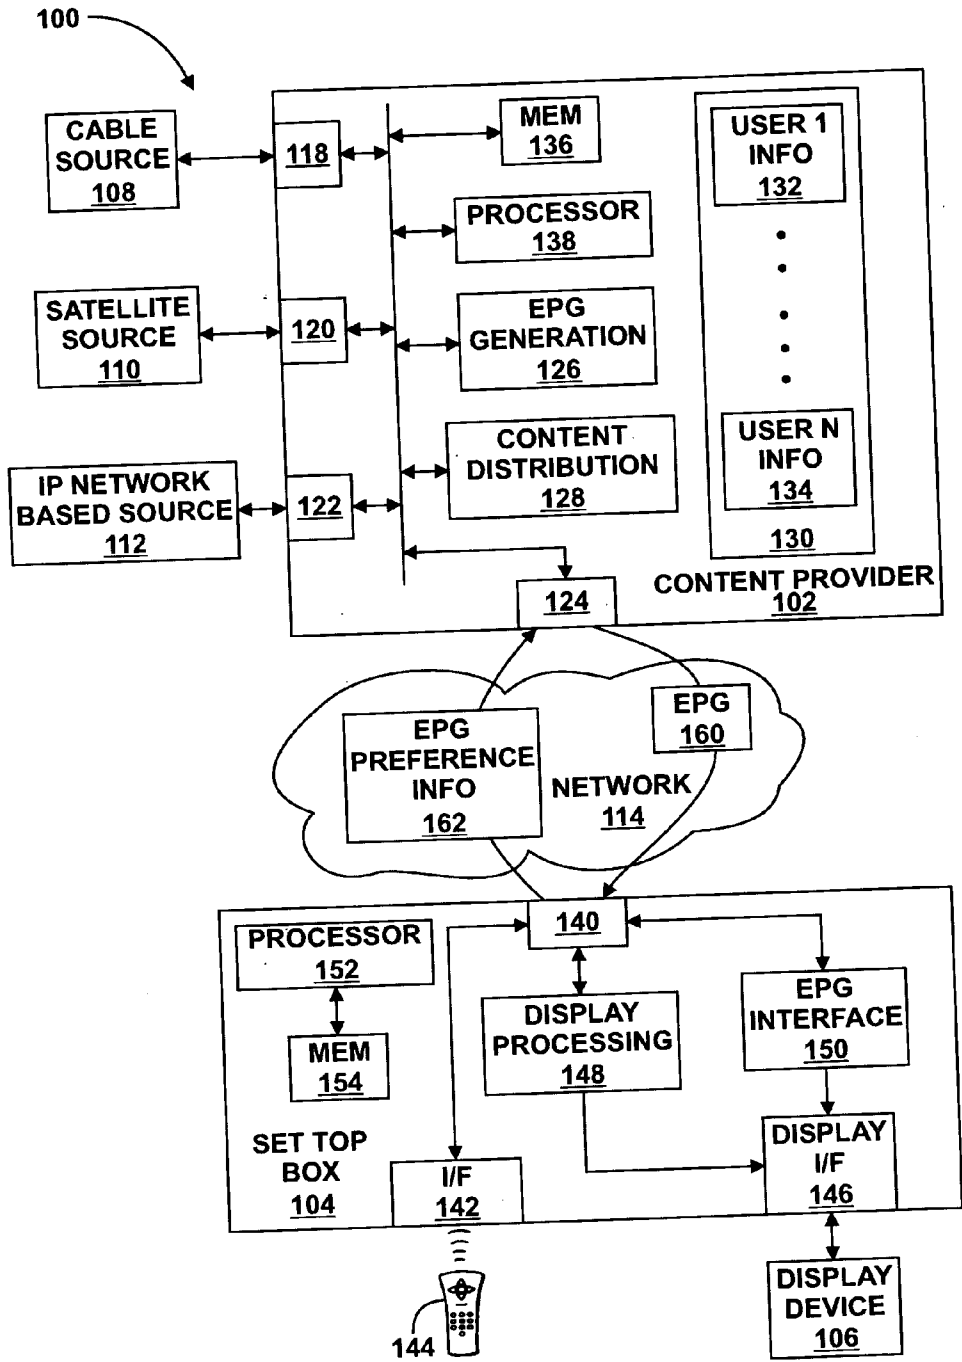 100
CABLE
SOURCE
108
118
MEM
136
USER 1
INFO
132
PROCESSOR
138
SATELLITE
SOURCE
110
120
EPG
GENERATION
126
CONTENT
DISTRIBUTION
128
USER N
INFO
134
130
IP NETWORK
BASED SOURCE
112
122
124
CONTENT PROVIDER
102
EPG
PREFERENCE
INFO
162
EPG
160
NETWORK
114
140
PROCESSOR
152
MEM
154
DISPLAY
PROCESSING
148
EPG
INTERFACE
150
SET TOP
BOX
104
I/F
142
DISPLAY
I/F
146
144
DISPLAY
DEVICE
106